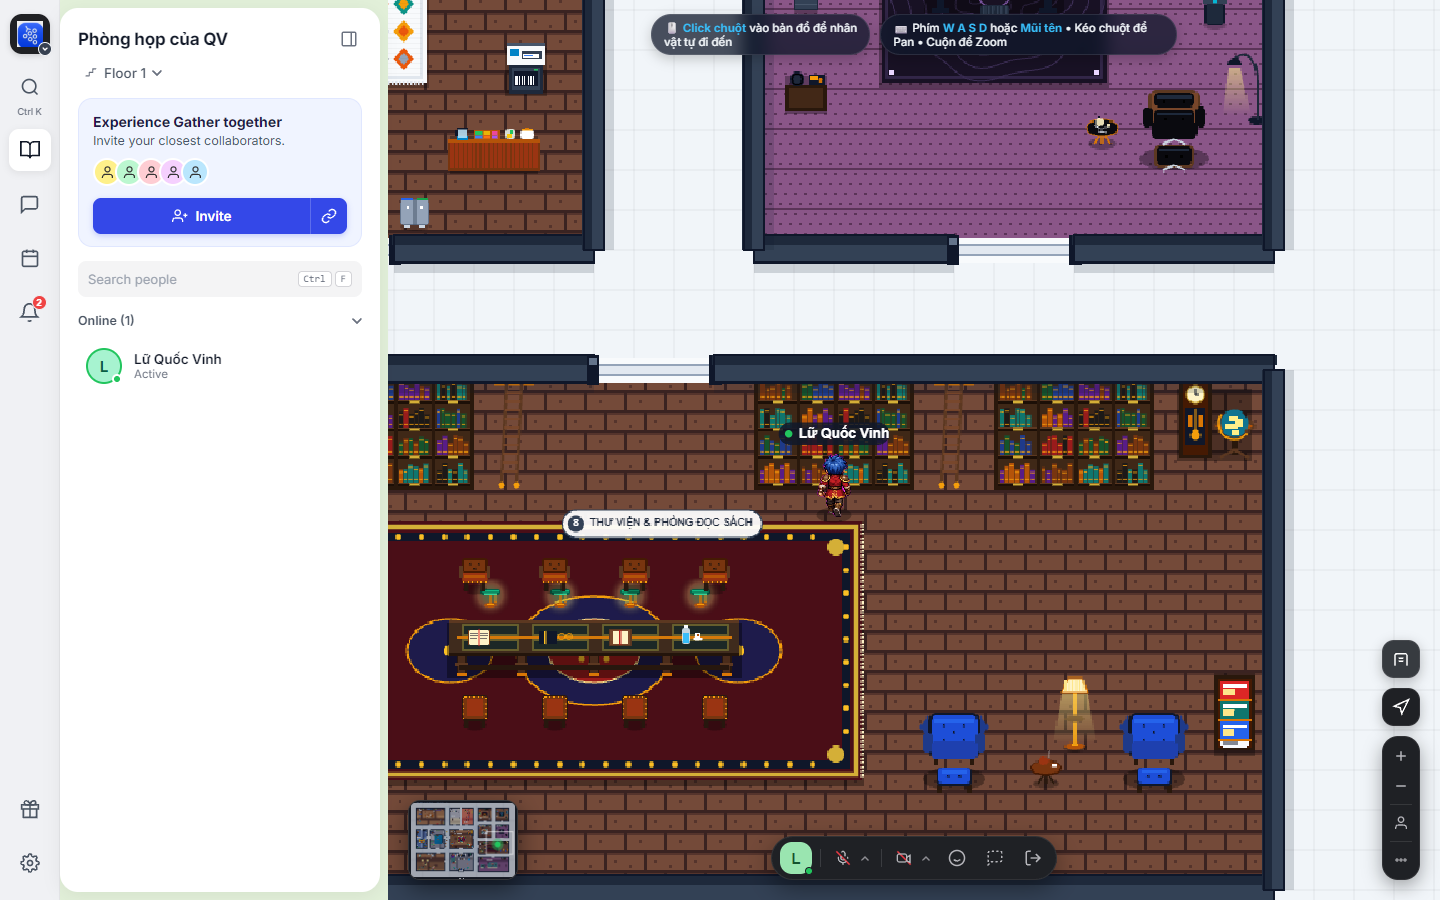 Phòng họp của QV
Floor 1
Ctrl K
Experience Gather together
Invite your closest collaborators.
Invite
Search people
Ctrl F
2
Online (1)
L
Lữ Quốc Vinh
Active
Click chuột vào bản đồ để nhân
vật tự đi đến
Phím W A S D hoặc Mũi tên • Kéo chuột để
Pan • Cuộn để Zoom
Lữ Quốc Vinh
8 THƯ VIỆN & PHÒNG ĐỌC SÁCH
L